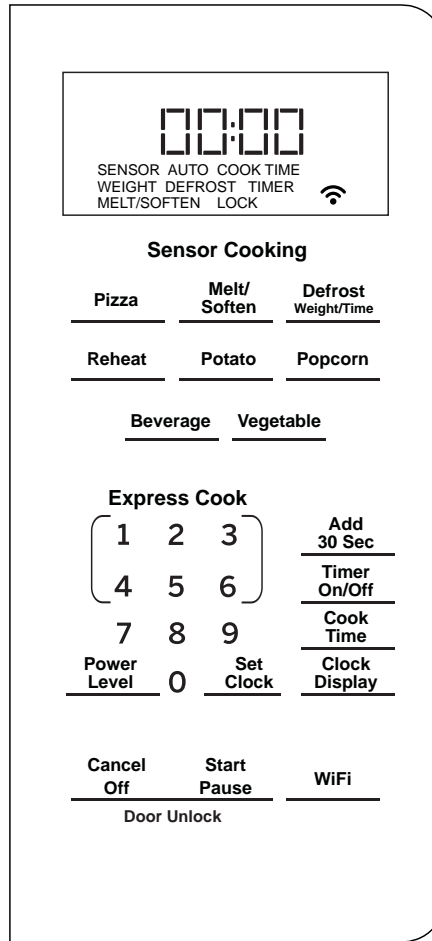 00:00
SENSOR AUTO COOK TIME
WEIGHT DEFROST TIMER
MELT/SOFTEN LOCK
Sensor Cooking
Pizza
Melt/
Soften
Defrost
Weight/Time
Reheat Potato Popcorn
Beverage Vegetable
Express Cook
1 2 3
Add
30 Sec
4 5 6
Timer
On/Off
7 8 9
Cook
Time
Power
Level
0
Set
Clock
Clock
Display
Cancel
Off
Start
Pause
WiFi
Door Unlock